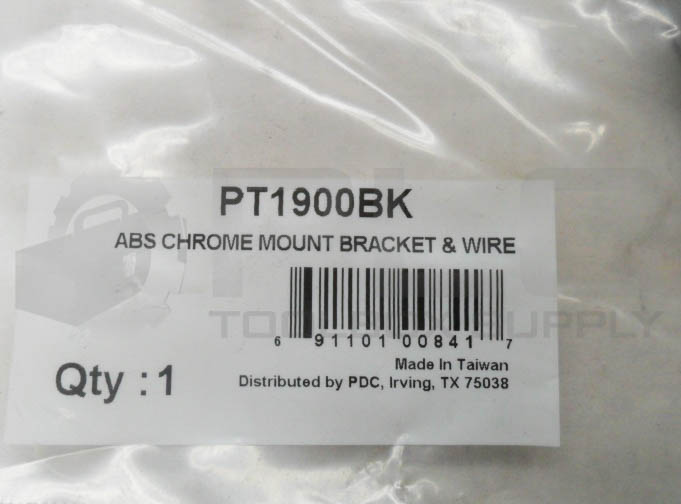 PT1900BK
ABS CHROME MOUNT BRACKET & WIRE
6 91101 00841 7
Made In Taiwan
Qty : 1
Distributed by PDC, Irving, TX 75038